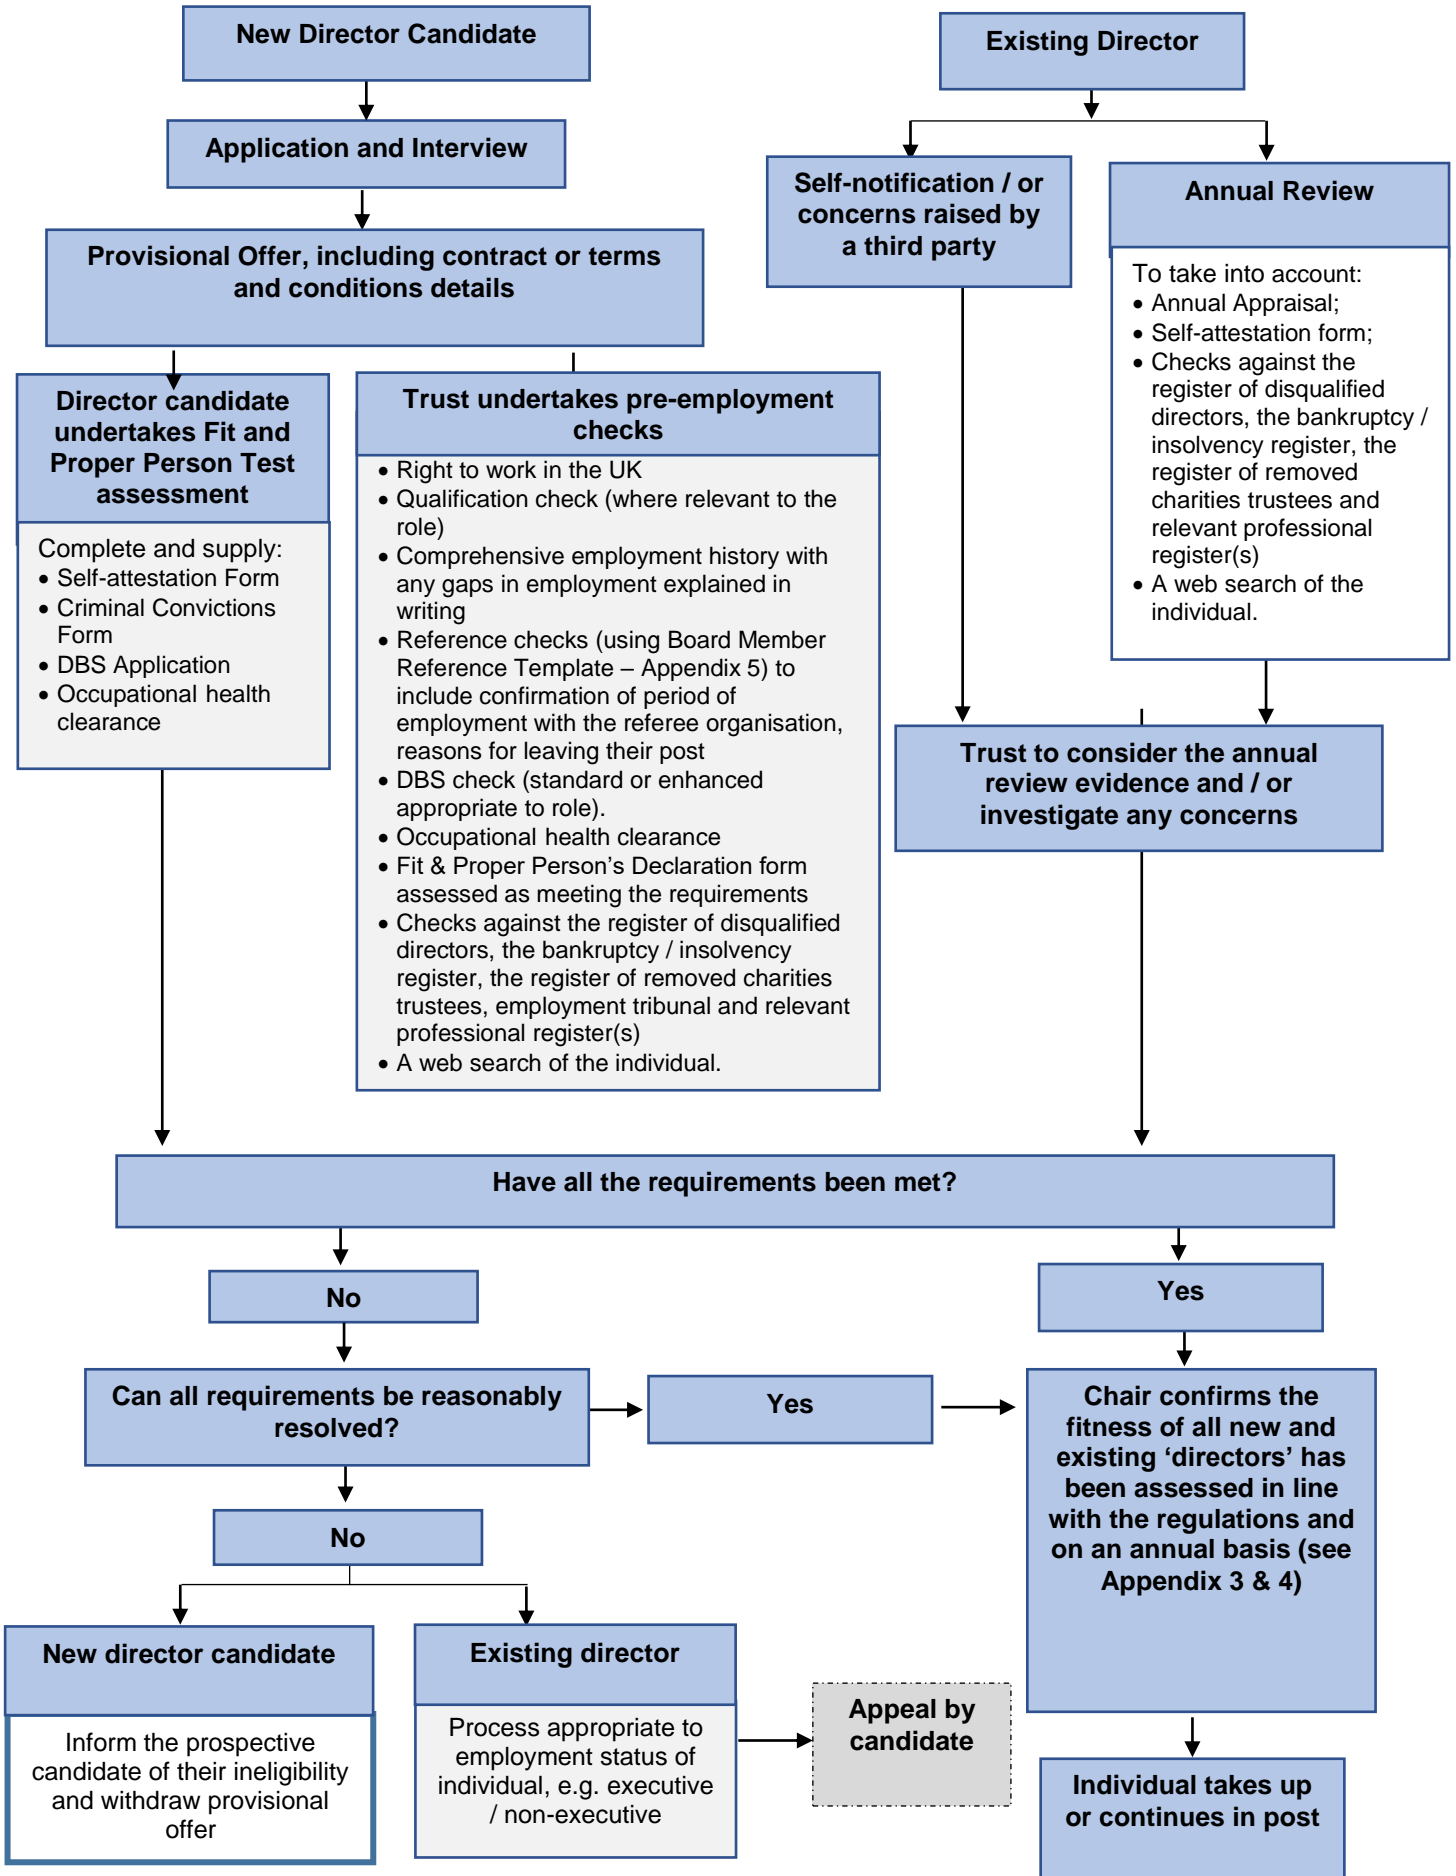 New Director Candidate
Application and Interview
Provisional Offer, including contract or terms
and conditions details
Director candidate
undertakes Fit and
Proper Person Test
assessment
Complete and supply:
• Self-attestation Form
• Criminal Convictions
Form
• DBS Application
• Occupational health
clearance
Trust undertakes pre-employment
checks
• Right to work in the UK
• Qualification check (where relevant to the
role)
• Comprehensive employment history with
any gaps in employment explained in
writing
• Reference checks (using Board Member
Reference Template – Appendix 5) to
include confirmation of period of
employment with the referee organisation,
reasons for leaving their post
• DBS check (standard or enhanced
appropriate to role).
• Occupational health clearance
• Fit & Proper Person’s Declaration form
assessed as meeting the requirements
• Checks against the register of disqualified
directors, the bankruptcy / insolvency
register, the register of removed charities
trustees, employment tribunal and relevant
professional register(s)
• A web search of the individual.
Existing Director
Self-notification / or
concerns raised by
a third party
Annual Review
To take into account:
• Annual Appraisal;
• Self-attestation form;
• Checks against the
register of disqualified
directors, the bankruptcy /
insolvency register, the
register of removed
charities trustees and
relevant professional
register(s)
• A web search of the
individual.
Trust to consider the annual
review evidence and / or
investigate any concerns
Have all the requirements been met?
No
Yes
Can all requirements be reasonably
resolved?
Yes
Chair confirms the
fitness of all new and
existing ‘directors’ has
been assessed in line
with the regulations and
on an annual basis (see
Appendix 3 & 4)
No
New director candidate
Inform the prospective
candidate of their ineligibility
and withdraw provisional
offer
Existing director
Process appropriate to
employment status of
individual, e.g. executive
/ non-executive
Appeal by
candidate
Individual takes up
or continues in post